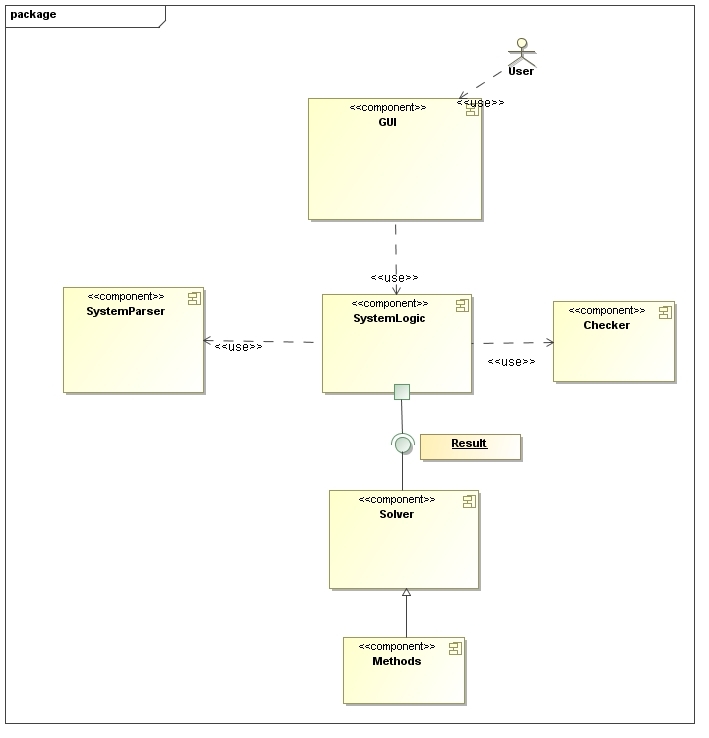 package
User
<<use>>
<<component>>
GUI
<<use>>
<<component>>
SystemParser
<<component>>
SystemLogic
<<component>>
Checker
<<use>>
<<use>>
Result
<<component>>
Solver
<<component>>
Methods